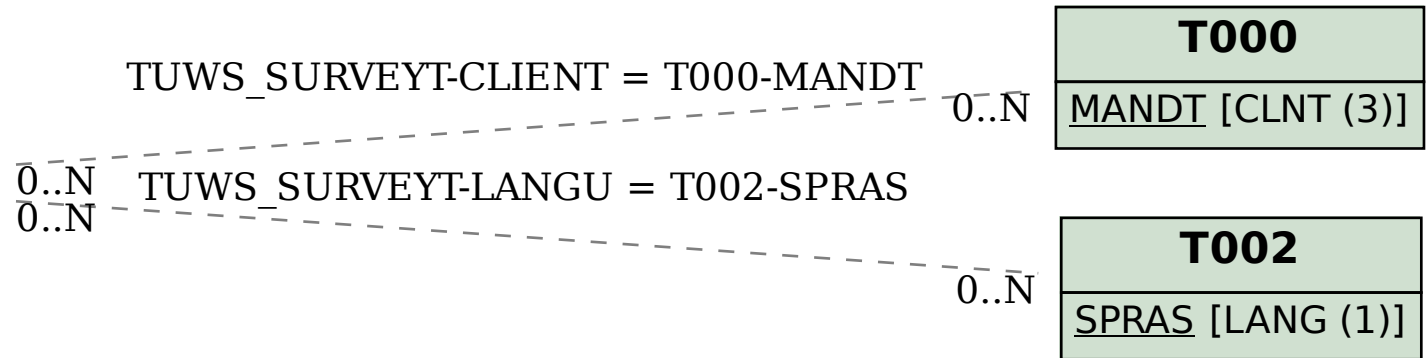 T000
TUWS_SURVEYT-CLIENT = T000-MANDT
0..N
MANDT [CLNT (3)]
0..N
TUWS_SURVEYT-LANGU = T002-SPRAS
0..N
T002
0..N
SPRAS [LANG (1)]